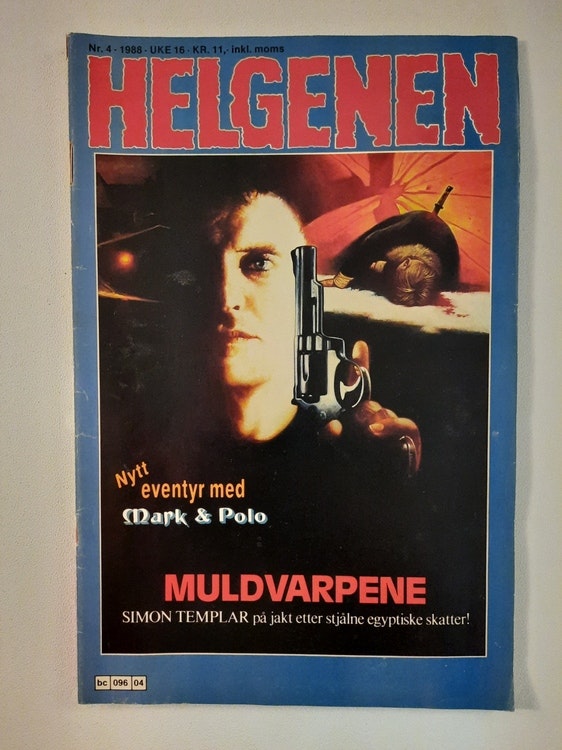 Nr. 4 - 1988 - UKE 16 - KR. 11,- inkl. moms
HELGENEN
Nytt
eventyr med
Mark & Polo
MULDVARPENE
SIMON TEMPLAR på jakt etter stjålne egyptiske skatter!
bc 096 04